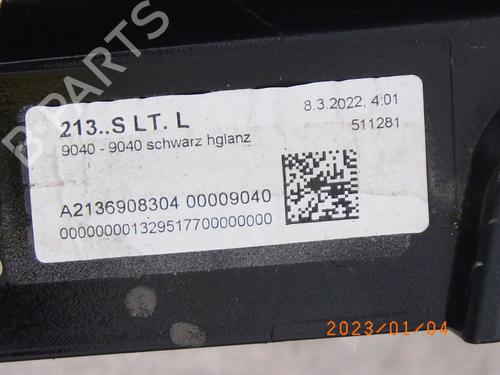 B-PARTS
213..S LT. L
8.3.2022, 4:01
9040 - 9040 schwarz hglanz
511281
A2136908304 00009040
000000001329517700000000
2023/01/04